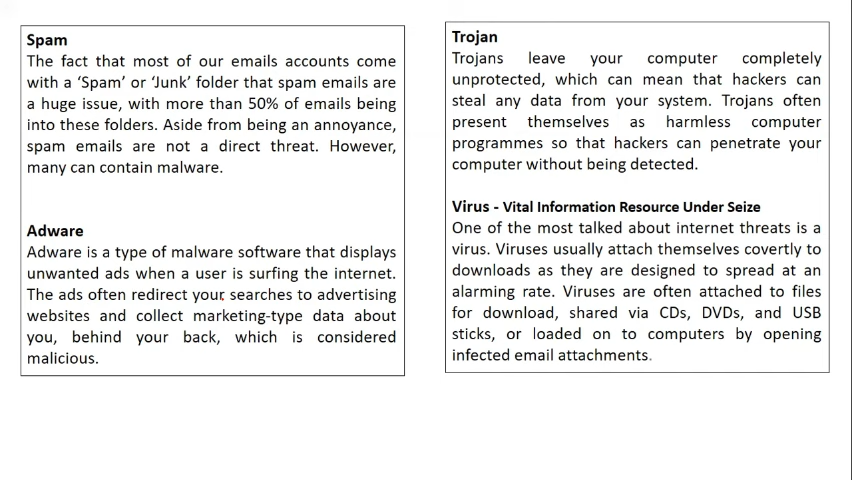 Spam
The fact that most of our emails accounts come
with a ‘Spam’ or ‘Junk’ folder that spam emails are
a huge issue, with more than 50% of emails being
into these folders. Aside from being an annoyance,
spam emails are not a direct threat. However,
many can contain malware.
Adware
Adware is a type of malware software that displays
unwanted ads when a user is surfing the internet.
The ads often redirect your searches to advertising
websites and collect marketing-type data about
you, behind your back, which is considered
malicious.
Trojan
Trojans leave your computer completely
unprotected, which can mean that hackers can
steal any data from your system. Trojans often
present themselves as harmless computer
programmes so that hackers can penetrate your
computer without being detected.
Virus - Vital Information Resource Under Seize
One of the most talked about internet threats is a
virus. Viruses usually attach themselves covertly to
downloads as they are designed to spread at an
alarming rate. Viruses are often attached to files
for download, shared via CDs, DVDs, and USB
sticks, or loaded on to computers by opening
infected email attachments.